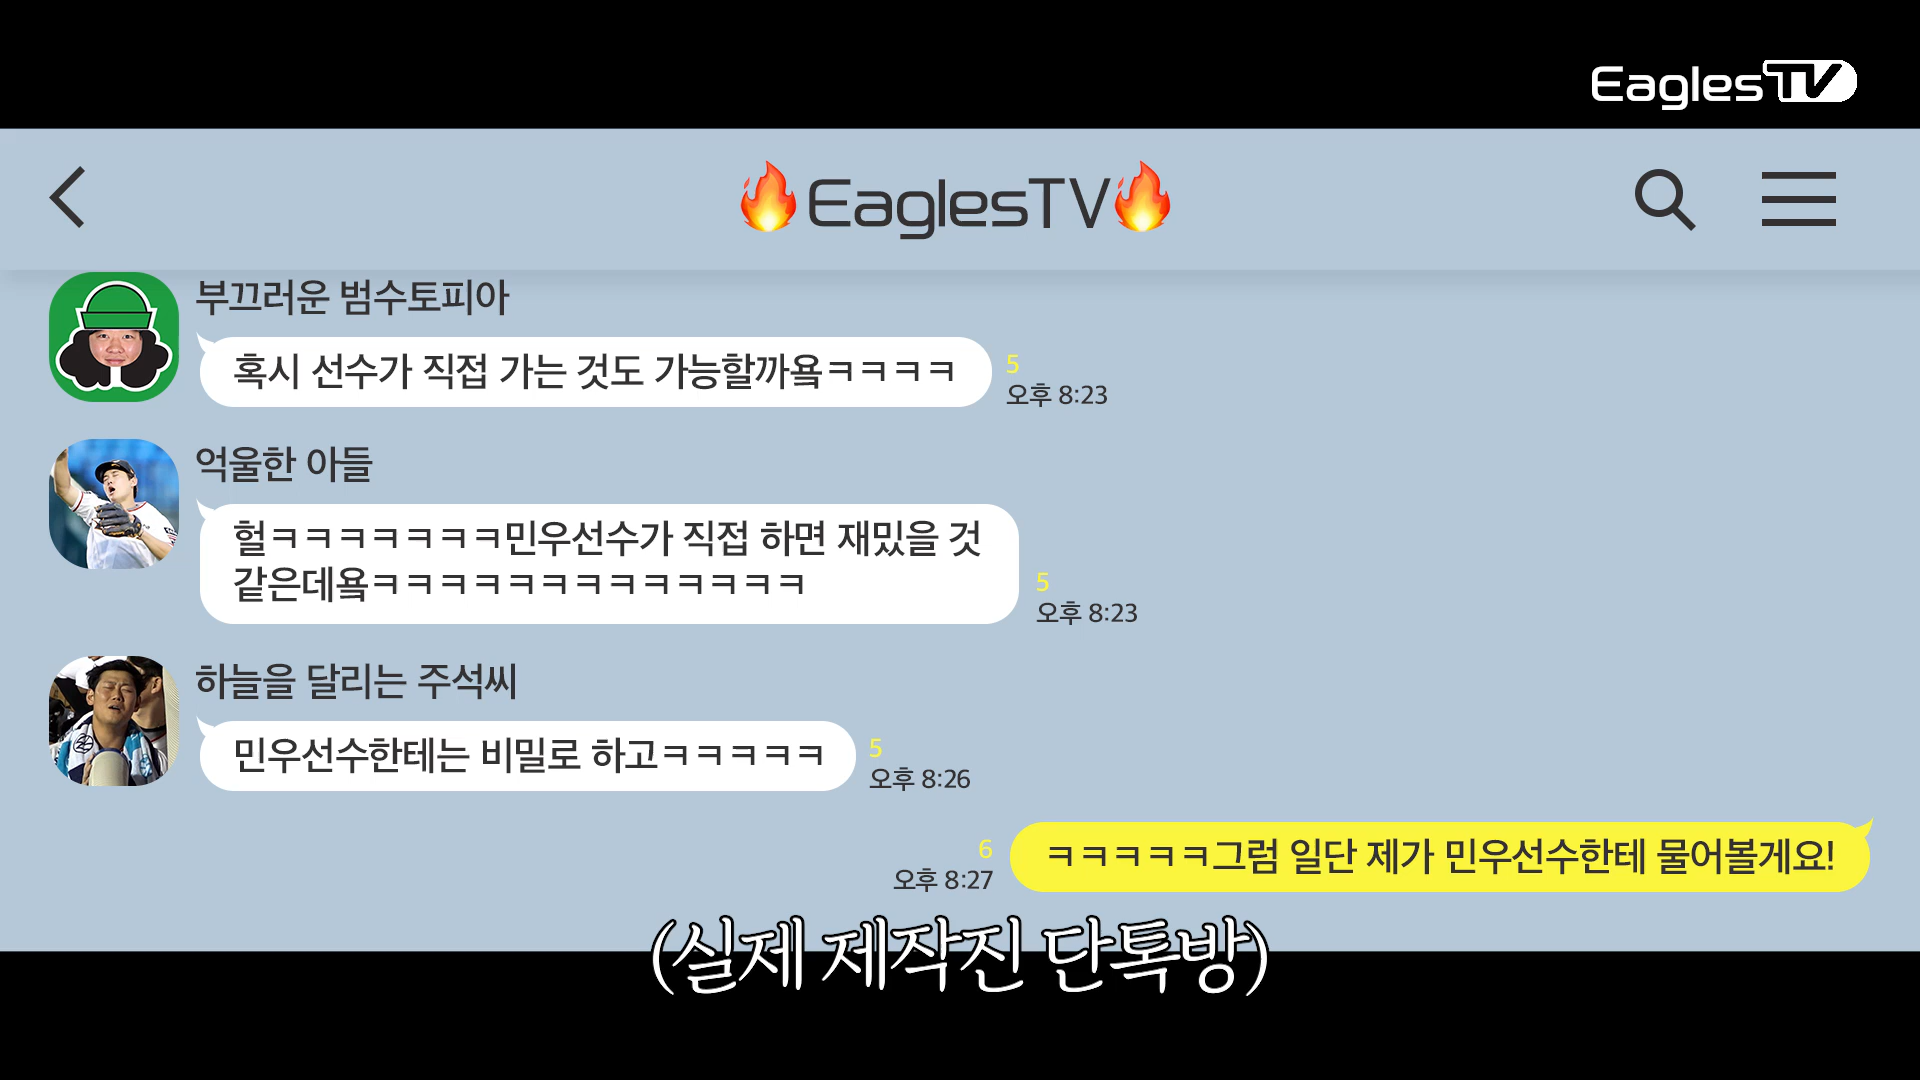 EaglesTV
🔥EaglesTV🔥
부끄러운 범수토피아
혹시 선수가 직접 가는 것도 가능할까욬ㅋㅋㅋㅋ
5
오후 8:23
억울한 아들
헐ㅋㅋㅋㅋㅋㅋㅋ민우선수가 직접 하면 재밌을 것
같은데욬ㅋㅋㅋㅋㅋㅋㅋㅋㅋㅋㅋㅋㅋ
5
오후 8:23
하늘을 달리는 주석씨
민우선수한테는 비밀로 하고ㅋㅋㅋㅋㅋ
5
오후 8:26
6
오후 8:27
ㅋㅋㅋㅋㅋ그럼 일단 제가 민우선수한테 물어볼게요!
(실제 제작진 단톡방)